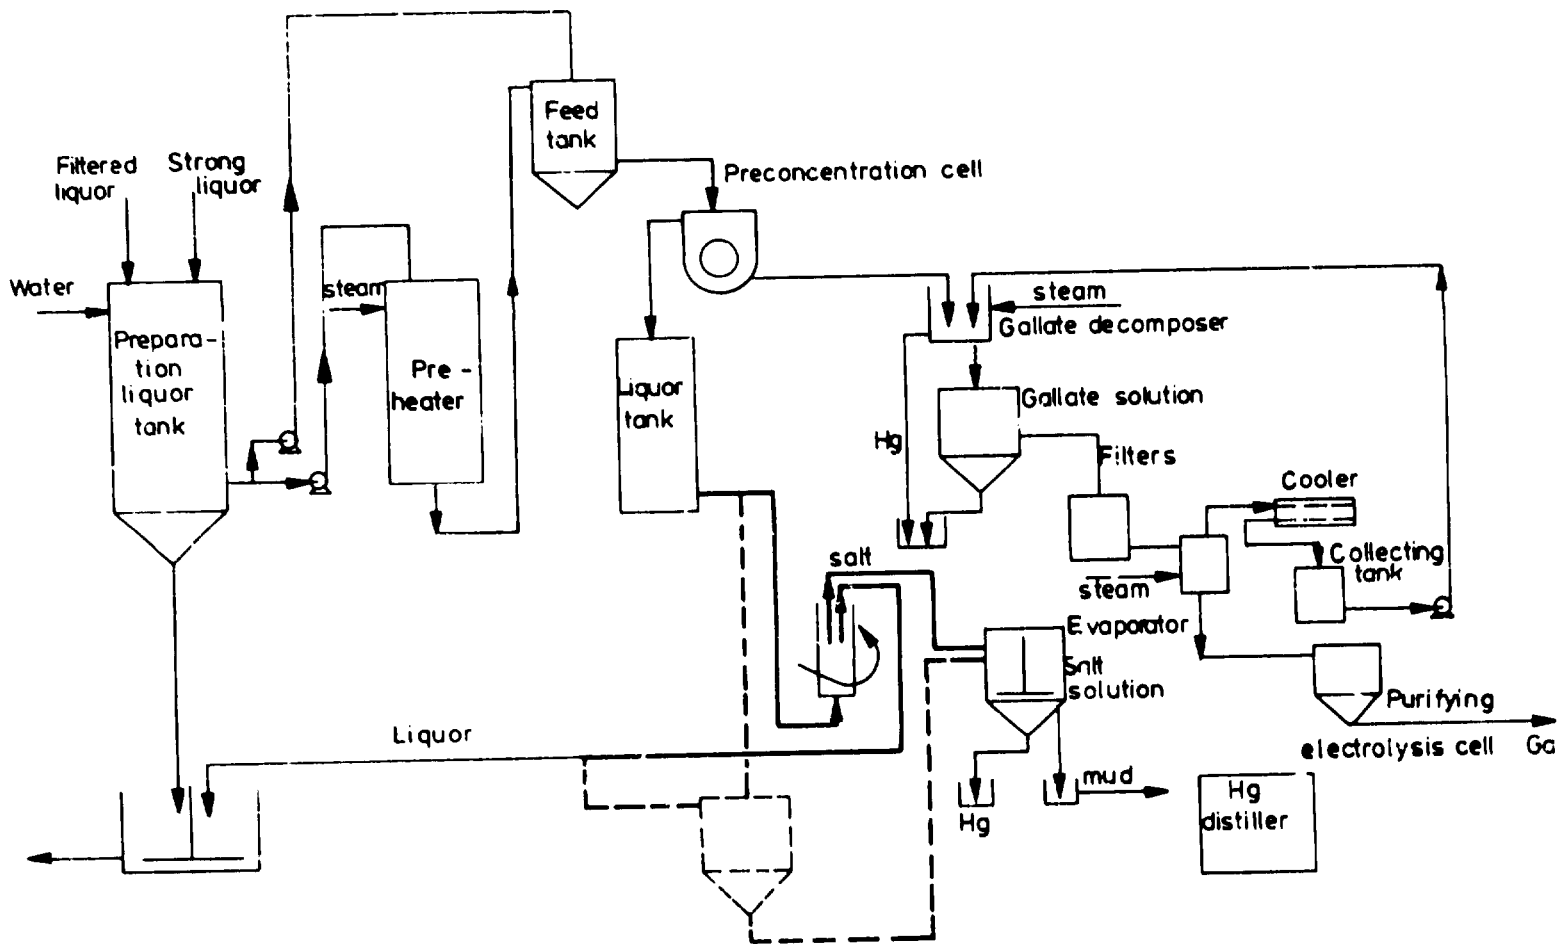 Feed
tank
Filtered
liquor
Strong
liquor
Preconcentration cell
Water
steam
steam
Gallate decomposer
Prepara-
tion
liquor
tank
Pre-
heater
Liquor
tank
Gallate solution
Hg
Filters
Cooler
salt
Collecting
tank
steam
Evaporator
Salt
solution
Purifying
electrolysis cell
Ga
Liquor
mud
Hg
Hg
distiller